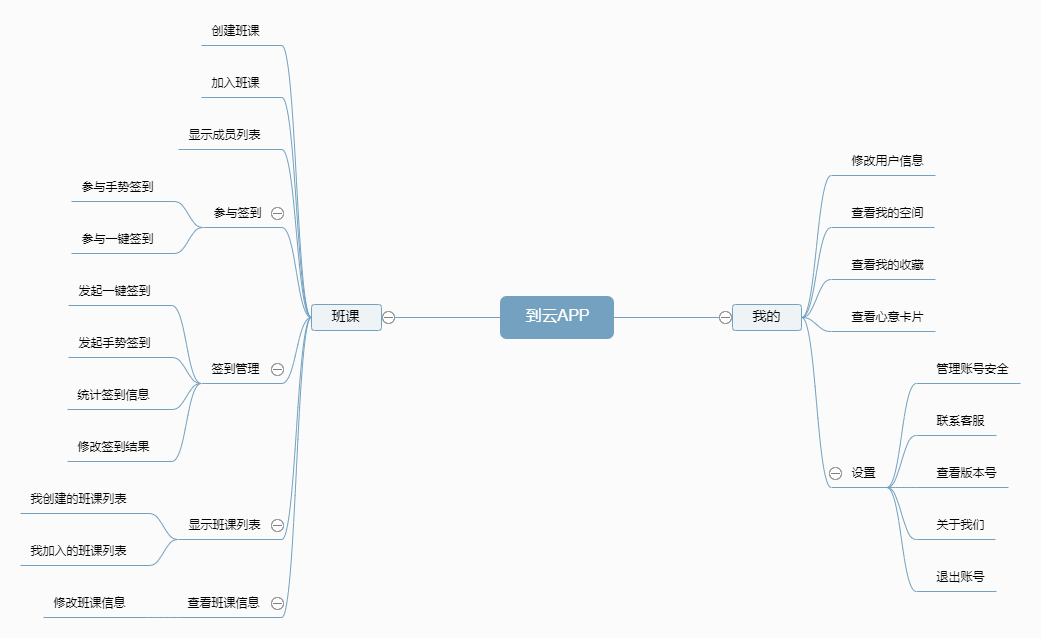 到云APP
班课
创建班课
加入班课
显示成员列表
参与签到
参与手势签到
参与一键签到
签到管理
发起一键签到
发起手势签到
统计签到信息
修改签到结果
显示班课列表
我创建的班课列表
我加入的班课列表
查看班课信息
修改班课信息
我的
修改用户信息
查看我的空间
查看我的收藏
查看心意卡片
设置
管理账号安全
联系客服
查看版本号
关于我们
退出账号